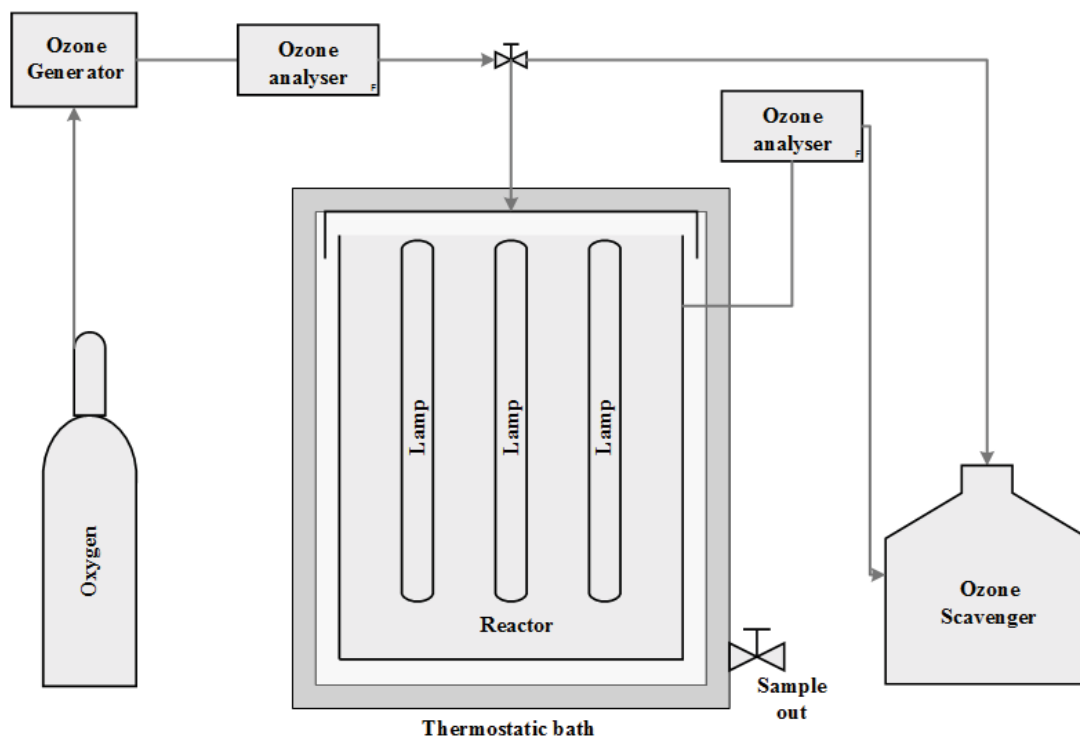 Ozone
Generator
Ozone
analyser
F
Ozone
analyser
F
Lamp
Lamp
Lamp
Oxygen
Reactor
Ozone
Scavenger
Sample
out
Thermostatic bath